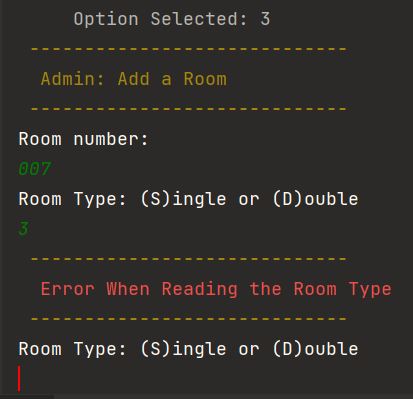 Option Selected: 3
------------------------------
Admin: Add a Room
------------------------------
Room number:
007
Room Type: (S)ingle or (D)ouble
3
------------------------------
Error When Reading the Room Type
------------------------------
Room Type: (S)ingle or (D)ouble